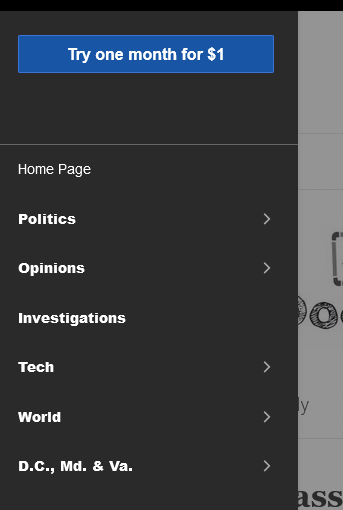 Try one month for $1
Home Page
Politics
Opinions
Investigations
Tech
World
D.C., Md. & Va.